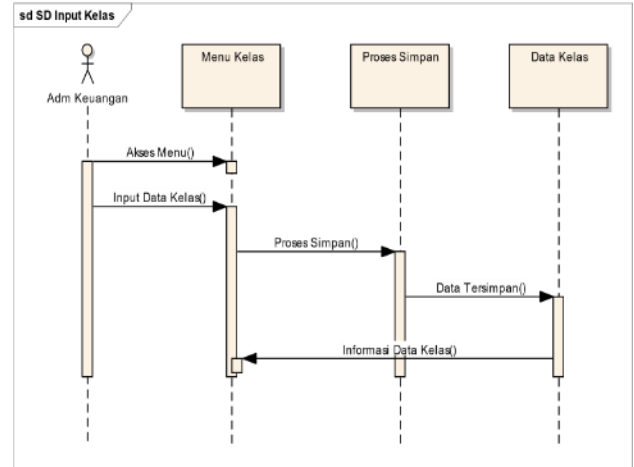 sd SD Input Kelas
Adm Keuangan
Menu Kelas
Proses Simpan
Data Kelas
Akses Menu()
Input Data Kelas()
Proses Simpan()
Data Tersimpan()
Informasi Data Kelas()